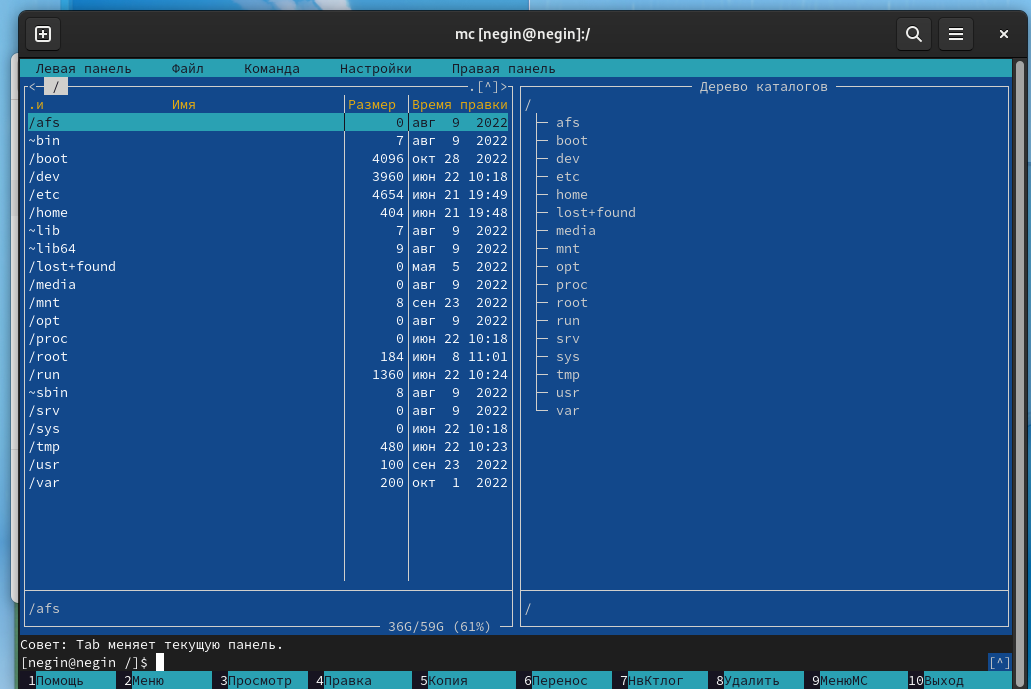 mc [negin@negin]:/
Левая панель Файл Команда Настройки Правая панель
<─ / .[^]>
.и Имя Размер Время правки
/afs 0 авг 9 2022
~bin 7 авг 9 2022
/boot 4096 окт 28 2022
/dev 3960 июн 22 10:18
/etc 4654 июн 21 19:49
/home 404 июн 21 19:48
~lib 7 авг 9 2022
~lib64 9 авг 9 2022
/lost+found 0 мая 5 2022
/media 0 авг 9 2022
/mnt 8 сен 23 2022
/opt 0 авг 9 2022
/proc 0 июн 22 10:18
/root 184 июн 8 11:01
/run 1360 июн 22 10:24
~sbin 8 авг 9 2022
/srv 0 авг 9 2022
/sys 0 июн 22 10:18
/tmp 480 июн 22 10:23
/usr 100 сен 23 2022
/var 200 окт 1 2022
/afs
36G/59G (61%)
Дерево каталогов
/
afs
boot
dev
etc
home
lost+found
media
mnt
opt
proc
root
run
srv
sys
tmp
usr
var
/
Совет: Tab меняет текущую панель.
[negin@negin /]$ [^]
1Помощь 2Меню 3Просмотр 4Правка 5Копия 6Перенос 7НвКтлог 8Удалить 9МенюMC 10Выход